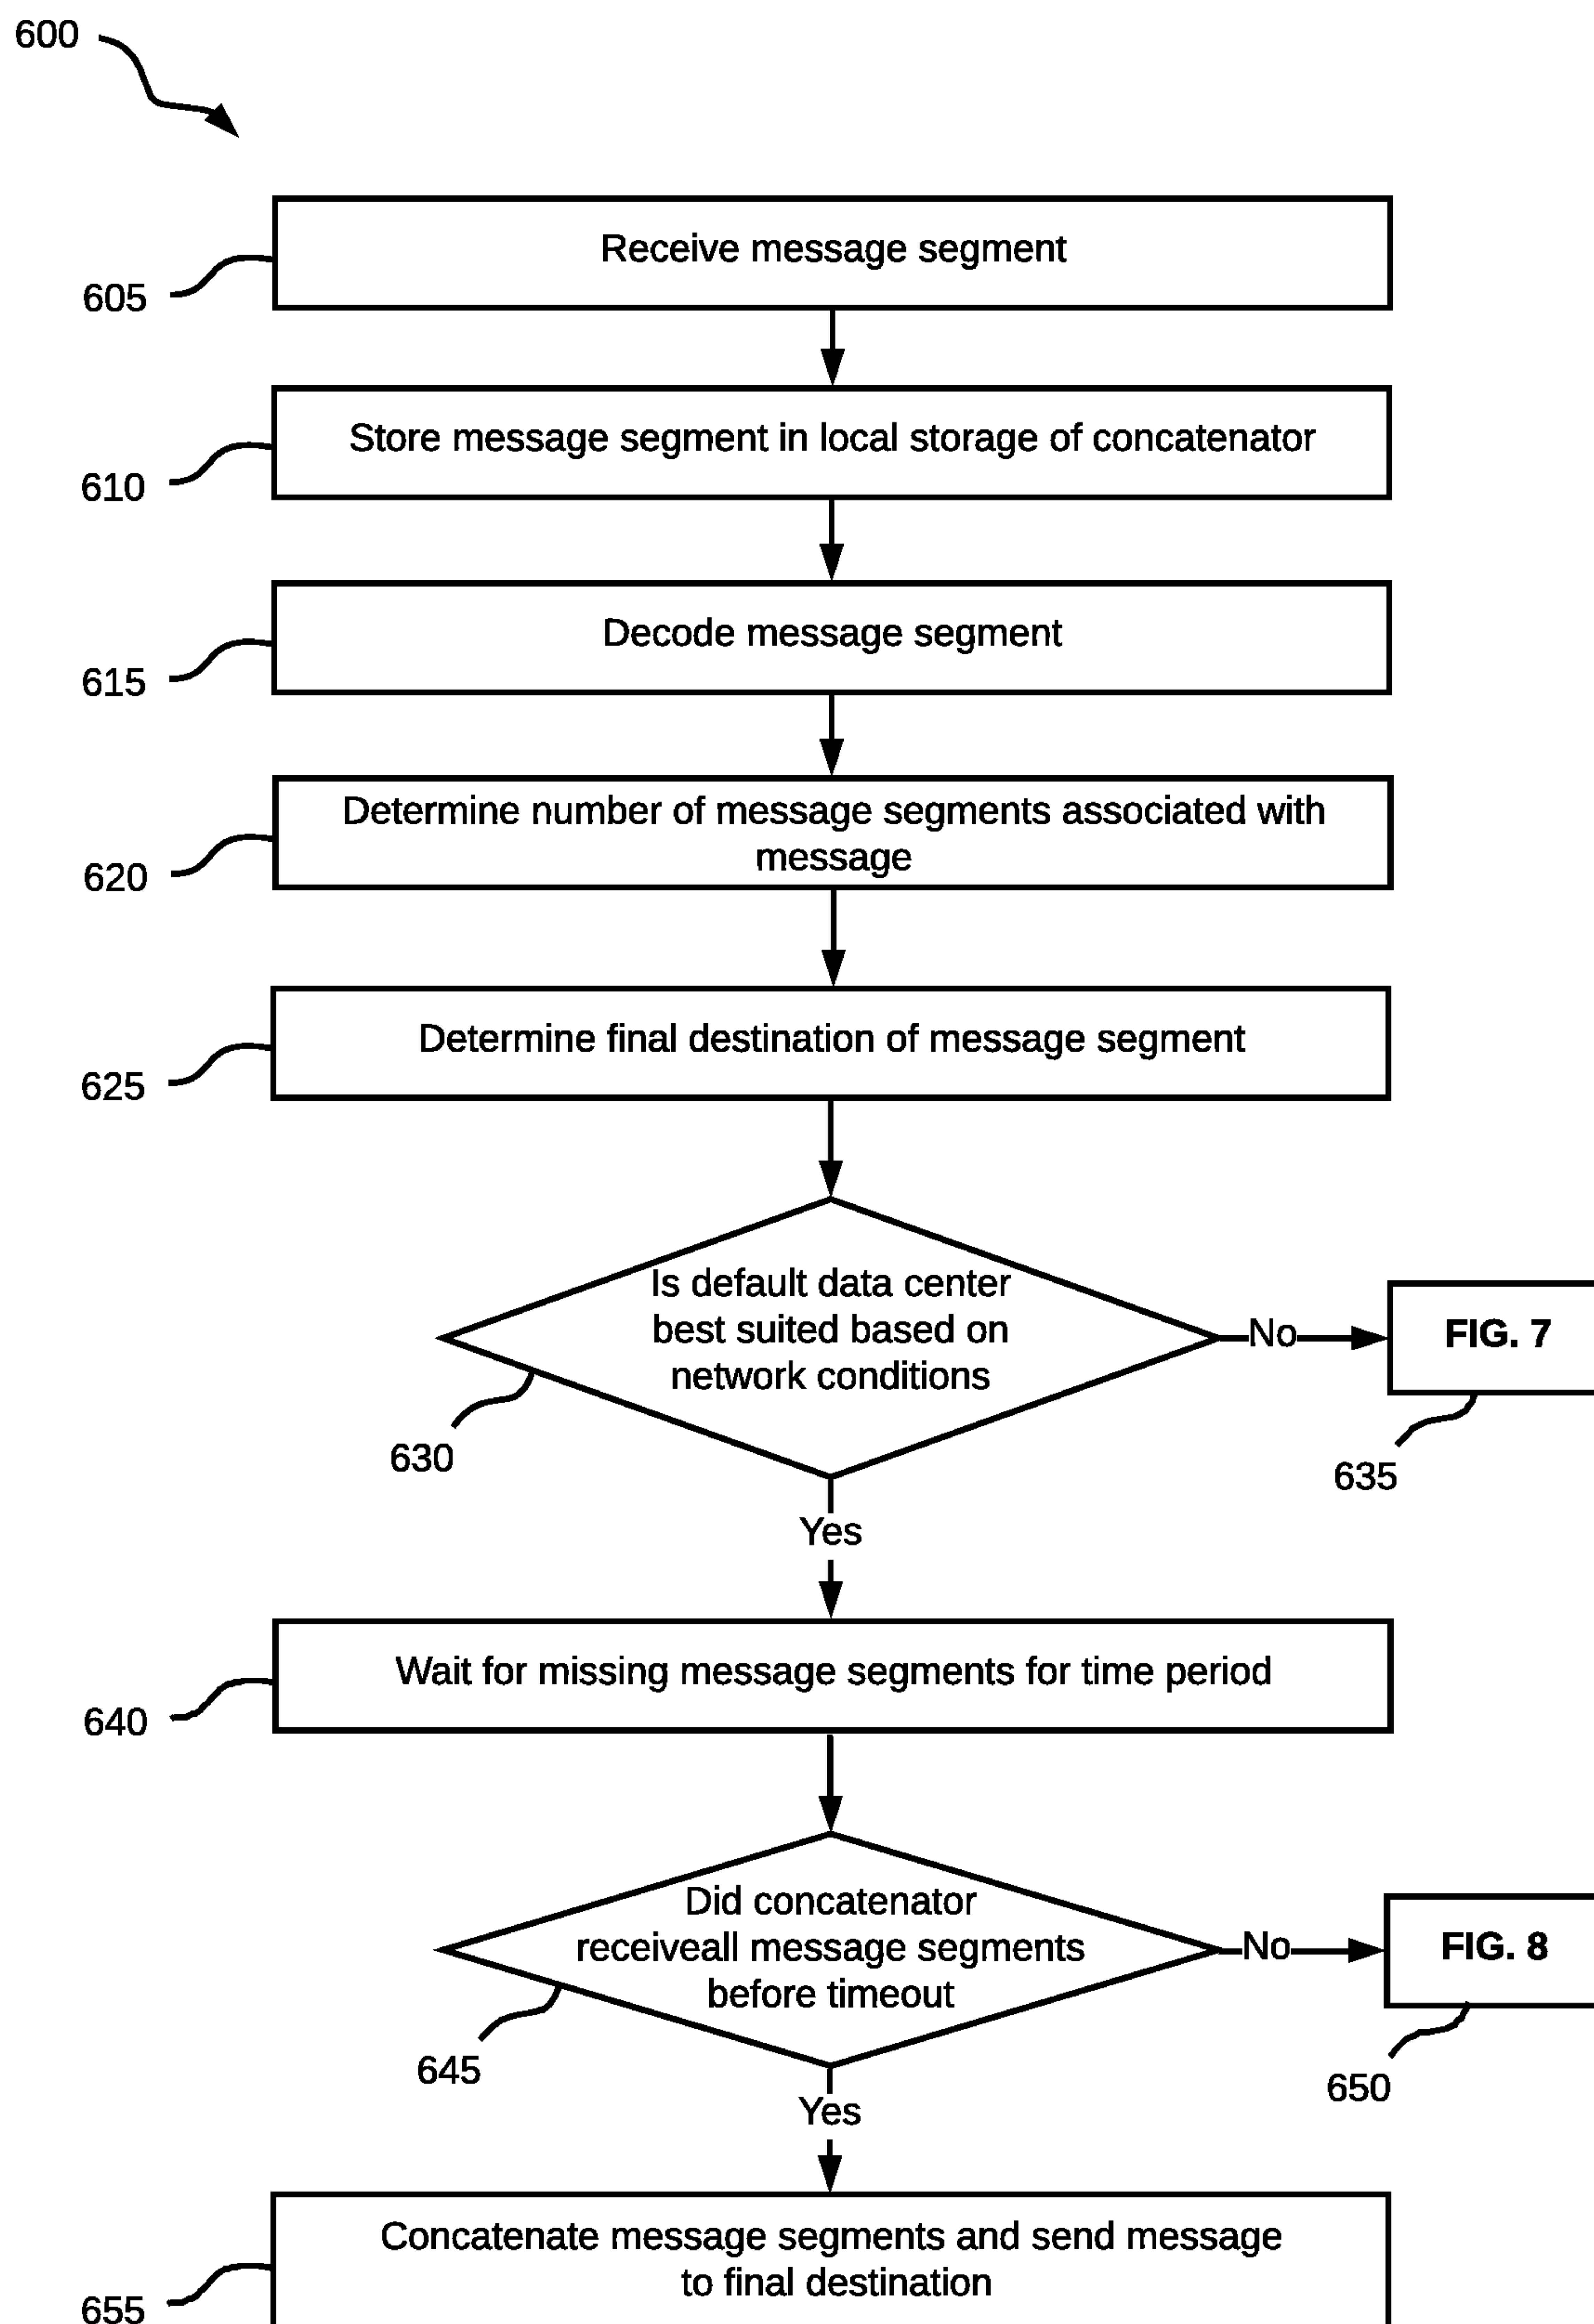 600
Receive message segment
605
Store message segment in local storage of concatenator
610
Decode message segment
615
Determine number of message segments associated with
message
620
Determine final destination of message segment
625
Is default data center
best suited based on
network conditions
No
FIG. 7
630
635
Yes
Wait for missing message segments for time period
640
Did concatenator
receiveall message segments
before timeout
No
FIG. 8
645
650
Yes
Concatenate message segments and send message
to final destination
655